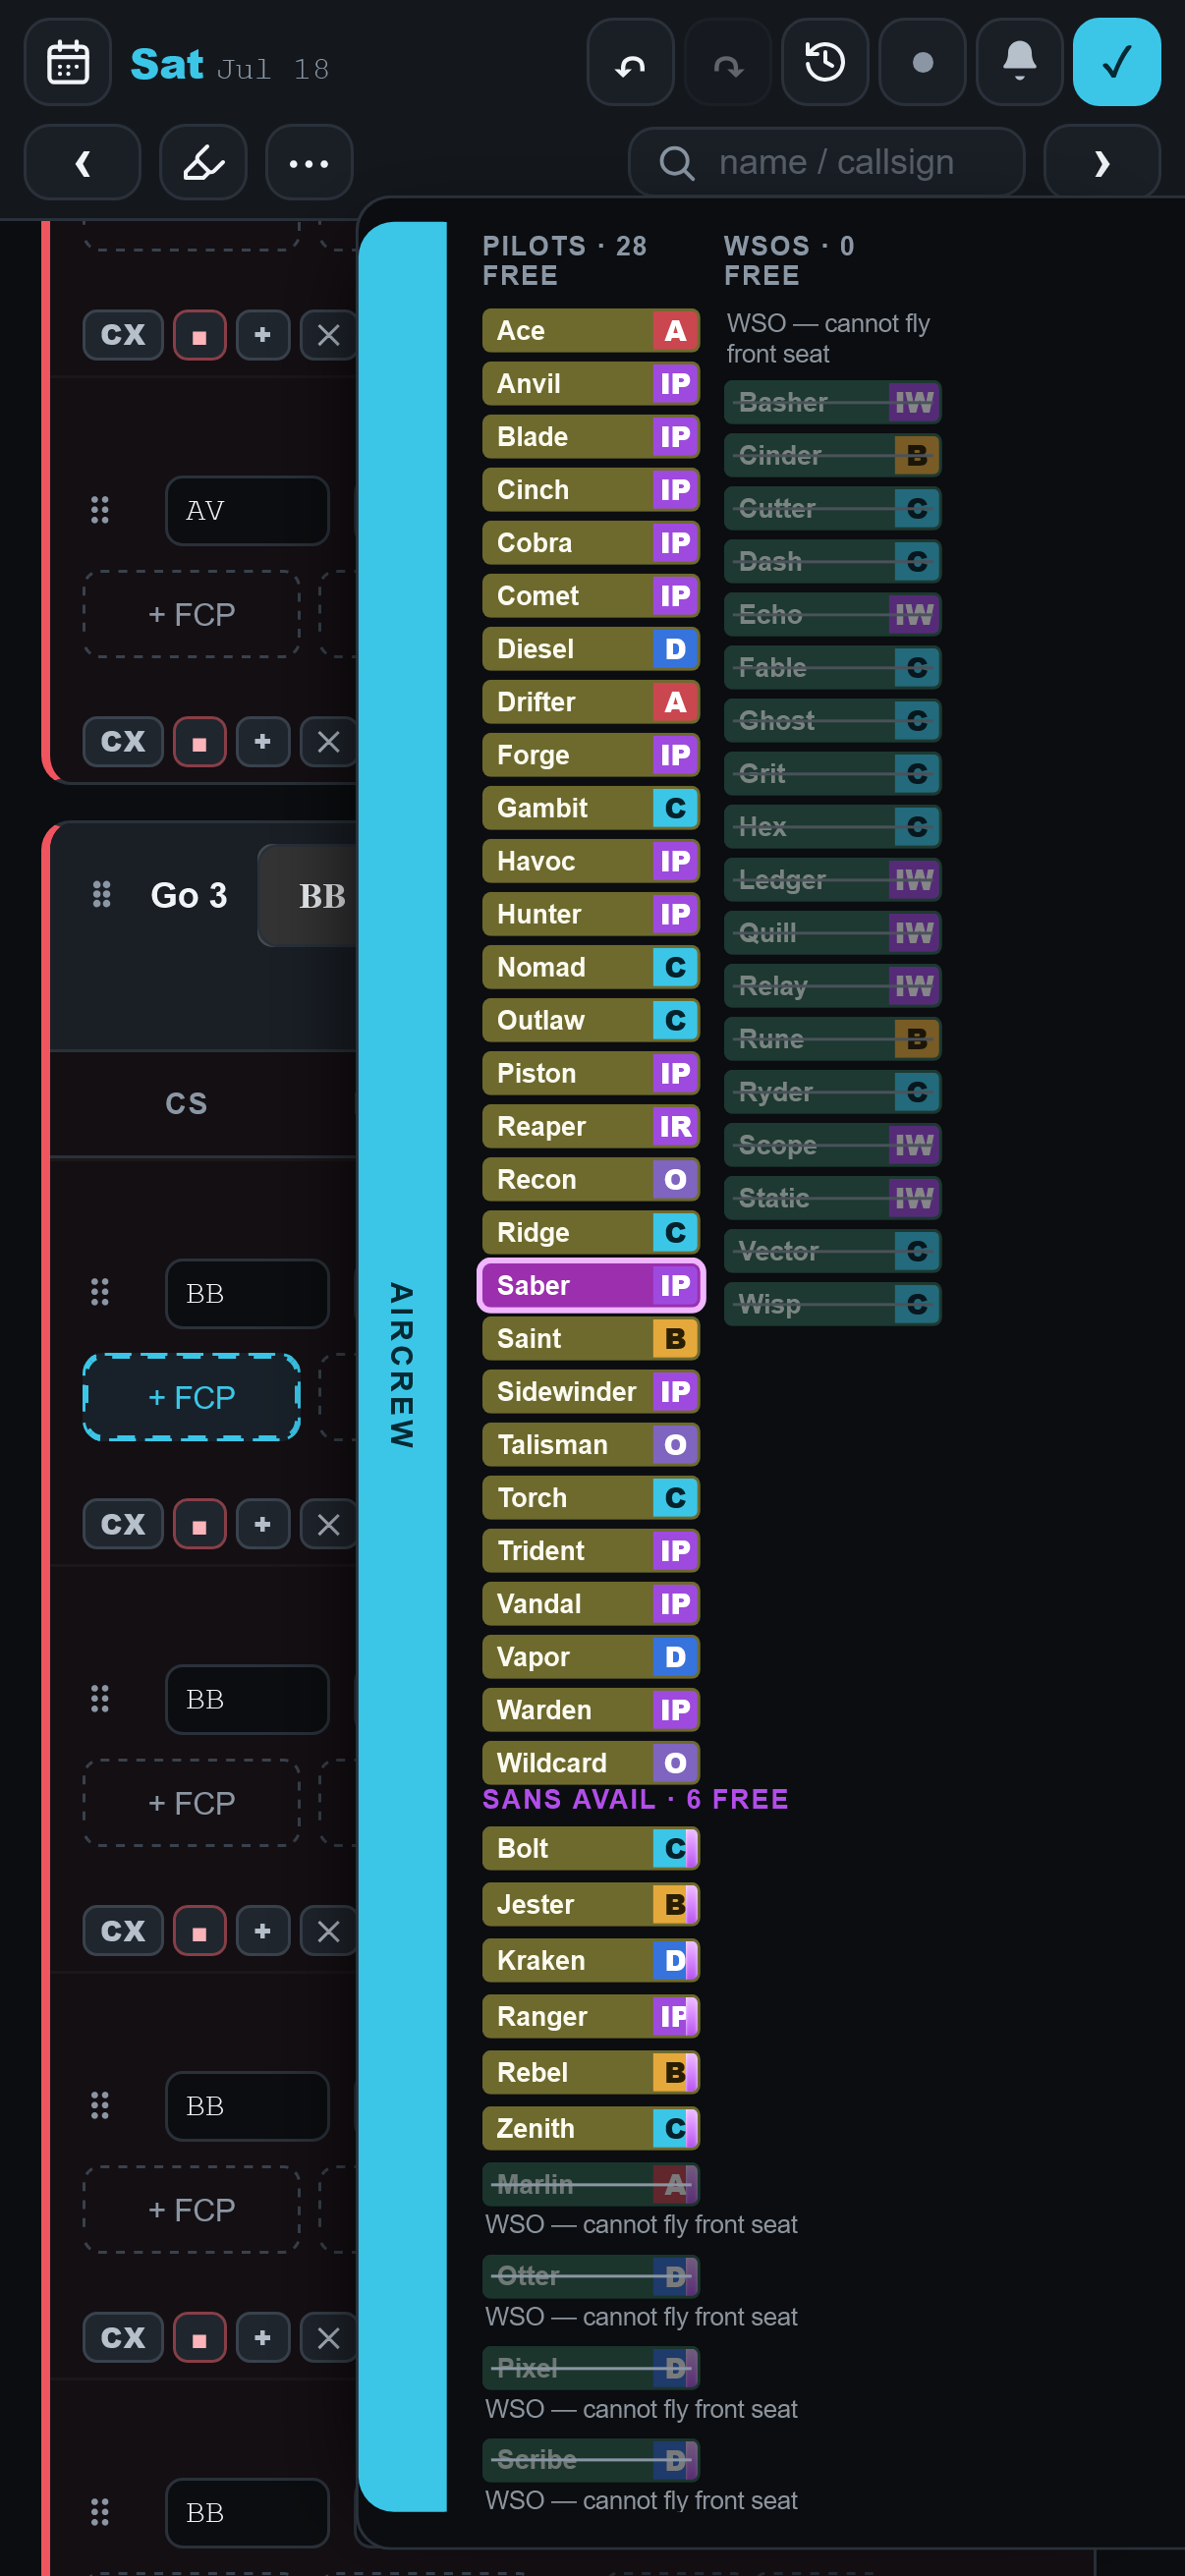 Sat Jul 18
name / callsign
CX
+
AV
+ FCP
CX
+
Go 3
BB
CS
BB
+ FCP
CX
+
BB
+ FCP
CX
+
BB
+ FCP
CX
+
BB
AIRCREW
PILOTS · 28
FREE
Ace A
Anvil IP
Blade IP
Cinch IP
Cobra IP
Comet IP
Diesel D
Drifter A
Forge IP
Gambit C
Havoc IP
Hunter IP
Nomad C
Outlaw C
Piston IP
Reaper IR
Recon O
Ridge C
Saber IP
Saint B
Sidewinder IP
Talisman O
Torch C
Trident IP
Vandal IP
Vapor D
Warden IP
Wildcard O
WSOS · 0
FREE
WSO — cannot fly
front seat
Basher IW
Cinder B
Cutter C
Dash C
Echo IW
Fable C
Ghost C
Grit C
Hex C
Ledger IW
Quill IW
Relay IW
Rune B
Ryder C
Scope IW
Static IW
Vector C
Wisp C
SANS AVAIL · 6 FREE
Bolt C
Jester B
Kraken D
Ranger IP
Rebel B
Zenith C
Marlin A
WSO — cannot fly front seat
Otter D
WSO — cannot fly front seat
Pixel D
WSO — cannot fly front seat
Scribe D
WSO — cannot fly front seat